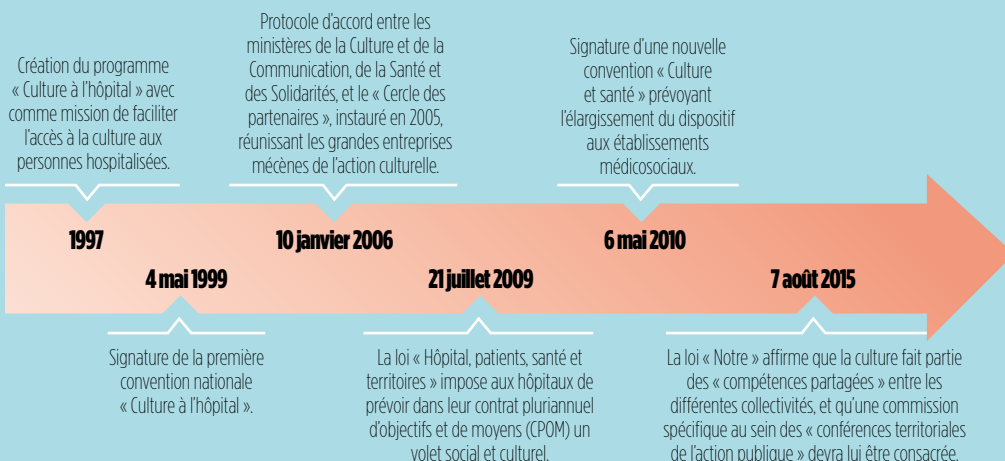 Création du programme
« Culture à l'hôpital » avec
comme mission de faciliter
l'accès à la culture aux
personnes hospitalisées.
1997
4 mai 1999
Signature de la première
convention nationale
« Culture à l'hôpital ».
Protocole d'accord entre les
ministères de la Culture et de la
Communication, de la Santé et
des Solidarités, et le « Cercle des
partenaires », instauré en 2005,
réunissant les grandes entreprises
mécènes de l'action culturelle.
10 janvier 2006
21 juillet 2009
La loi « Hôpital, patients, santé et
territoires » impose aux hôpitaux de
prévoir dans leur contrat pluriannuel
d'objectifs et de moyens (CPOM) un
volet social et culturel.
Signature d'une nouvelle
convention « Culture
et santé » prévoyant
l'élargissement du dispositif
aux établissements
médicosociaux.
6 mai 2010
7 août 2015
La loi « Notre » affirme que la culture fait partie
des « compétences partagées » entre les
différentes collectivités, et qu'une commission
spécifique au sein des « conférences territoriales
de l'action publique » devra lui être consacrée.